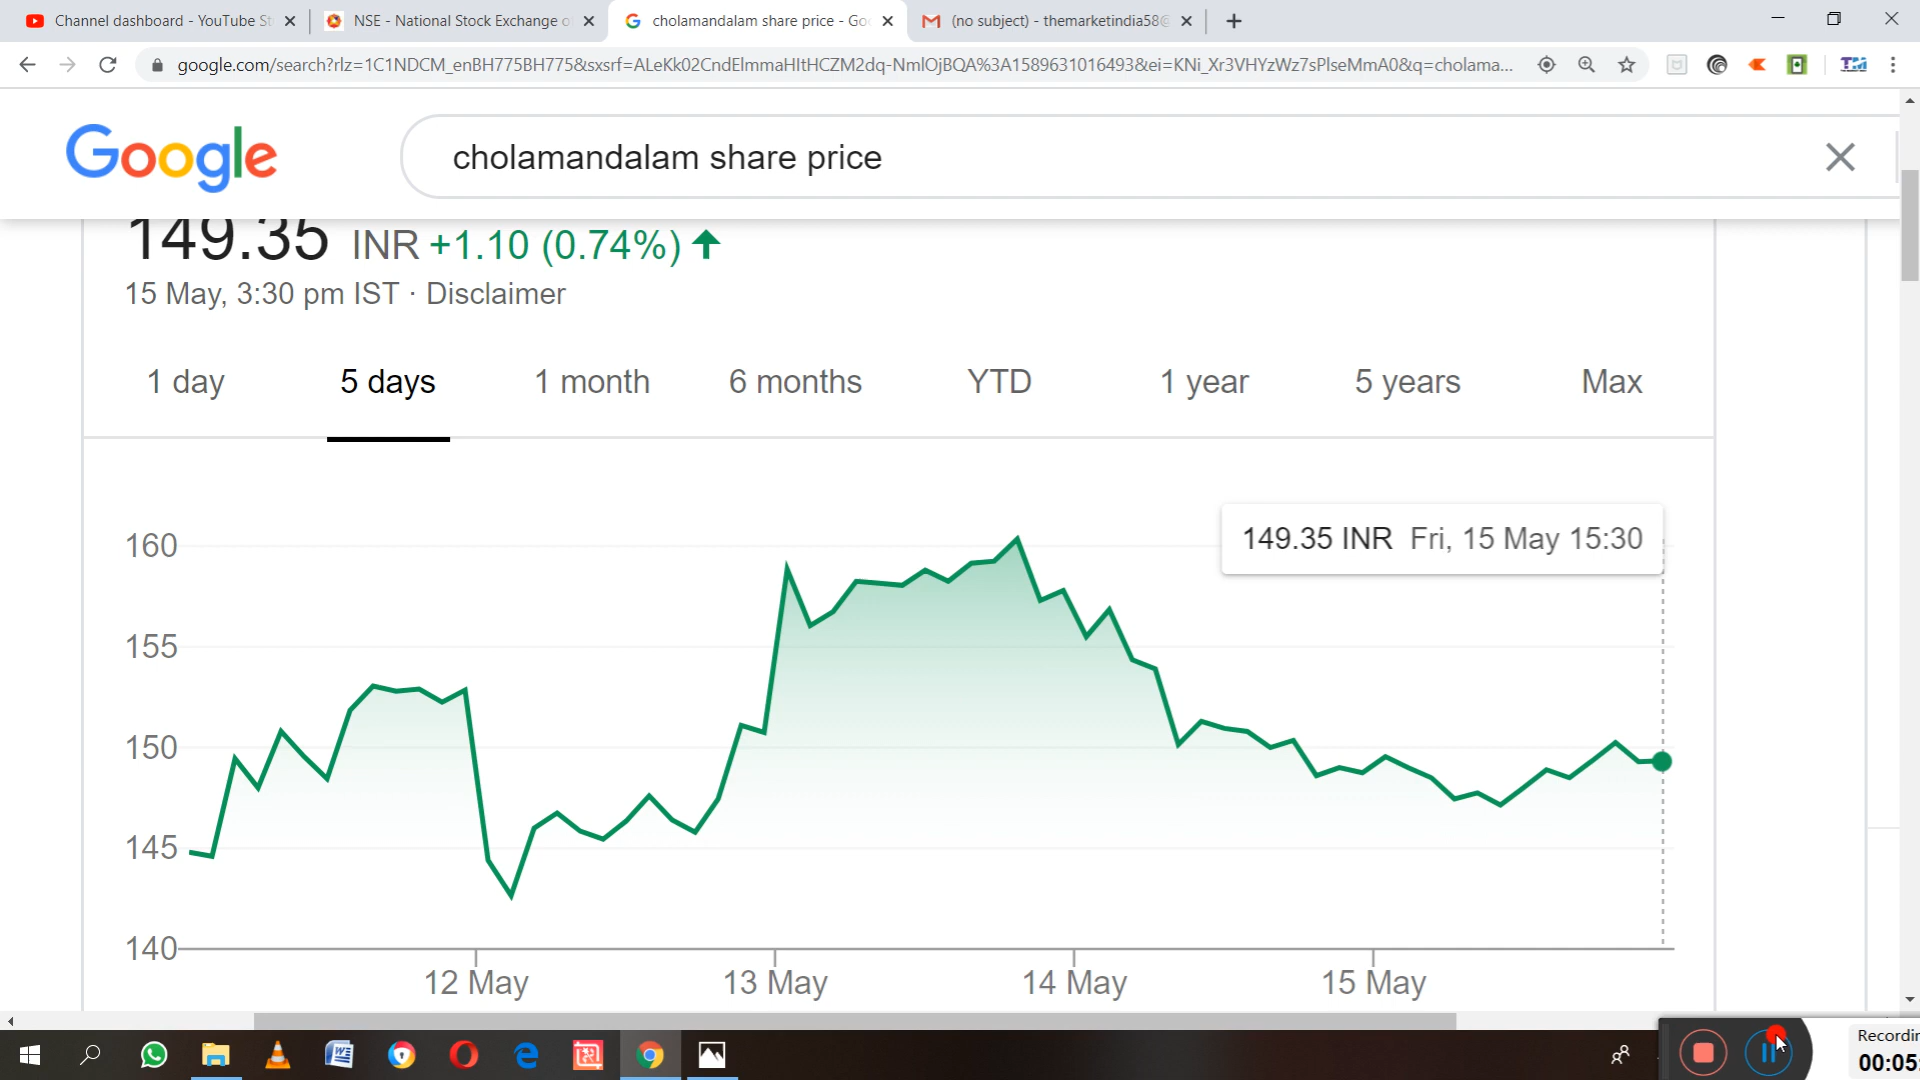 Channel dashboard - YouTube St
NSE - National Stock Exchange o
cholamandalam share price - Goo
(no subject) - themarketindia58@
google.com/search?rlz=1C1NDCM_enBH775BH775&sxsrf=ALeKk02CndElmmaHItHCZM2dq-NmlOjBQA%3A1589631016493&ei=KNi_Xr3VHYzWz7sPlseMmA0&q=cholama...
TM
Google
cholamandalam share price
149.35 INR +1.10 (0.74%)
15 May, 3:30 pm IST · Disclaimer
1 day 5 days 1 month 6 months YTD 1 year 5 years Max
149.35 INR Fri, 15 May 15:30
160
155
150
145
140
12 May 13 May 14 May 15 May
Recordin
00:05: